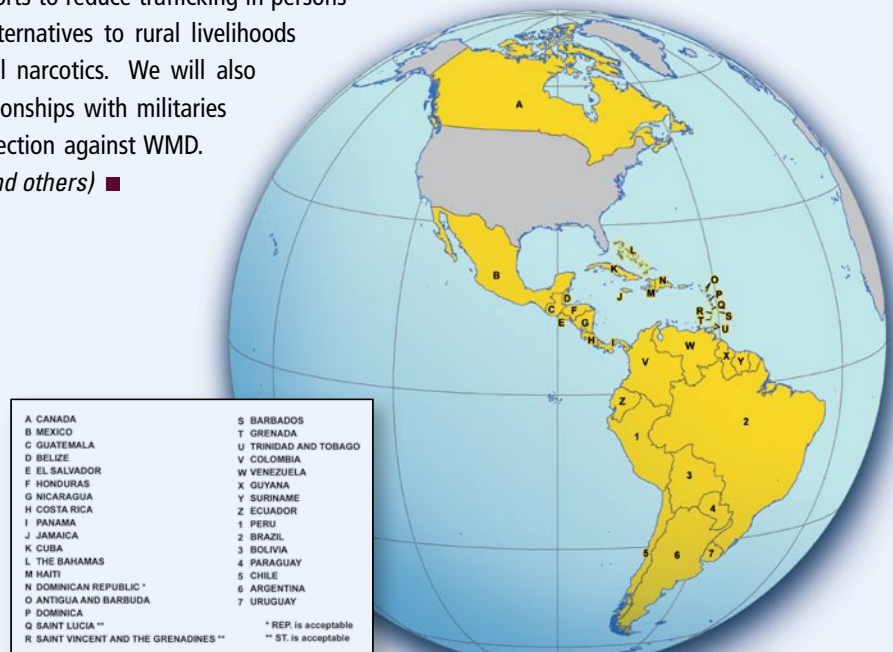 orts to reduce trafficking in persons
lternatives to rural livelihoods
l narcotics. We will also
ionships with militaries
ection against WMD.
nd others) ■
A
B
C
D
E
F
G
H
I
J
K
L
M
N
O
P
Q
R
S
T
U
V
W
X
Y
Z
1
2
3
4
5
6
7
A CANADA
B MEXICO
C GUATEMALA
D BELIZE
E EL SALVADOR
F HONDURAS
G NICARAGUA
H COSTA RICA
I PANAMA
J JAMAICA
K CUBA
L THE BAHAMAS
M HAITI
N DOMINICAN REPUBLIC *
O ANTIGUA AND BARBUDA
P DOMINICA
Q SAINT LUCIA **
R SAINT VINCENT AND THE GRENADINES **
S BARBADOS
T GRENADA
U TRINIDAD AND TOBAGO
V COLOMBIA
W VENEZUELA
X GUYANA
Y SURINAME
Z ECUADOR
1 PERU
2 BRAZIL
3 BOLIVIA
4 PARAGUAY
5 CHILE
6 ARGENTINA
7 URUGUAY
* REP. is acceptable
** ST. is acceptable